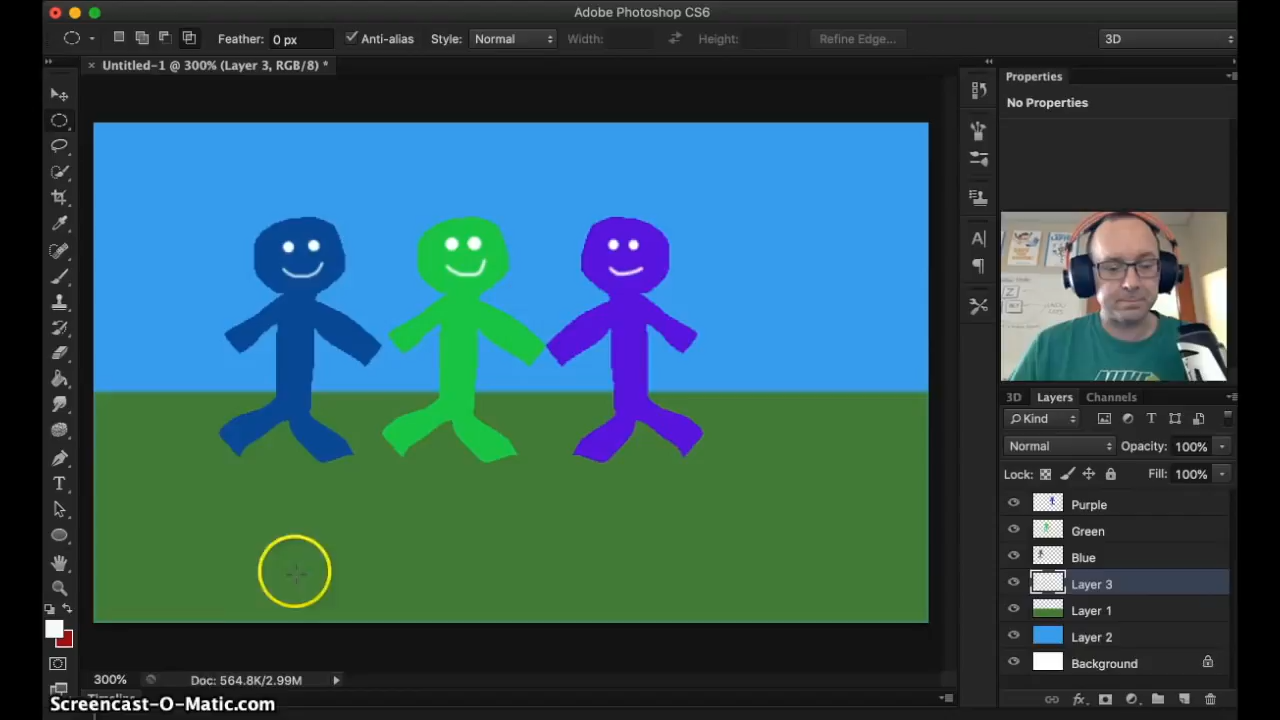 Adobe Photoshop CS6
Feather: 0 px Anti-alias Style: Normal Width: Height: Refine Edge... 3D
× Untitled-1 @ 300% (Layer 3, RGB/8) *
Properties
No Properties
3D Layers Channels
Kind
Normal Opacity: 100%
Lock: Fill: 100%
Purple
Green
Blue
Layer 3
Layer 1
Layer 2
Background
300% Doc: 564.8K/2.99M
Timeline
Screencast-O-Matic.com